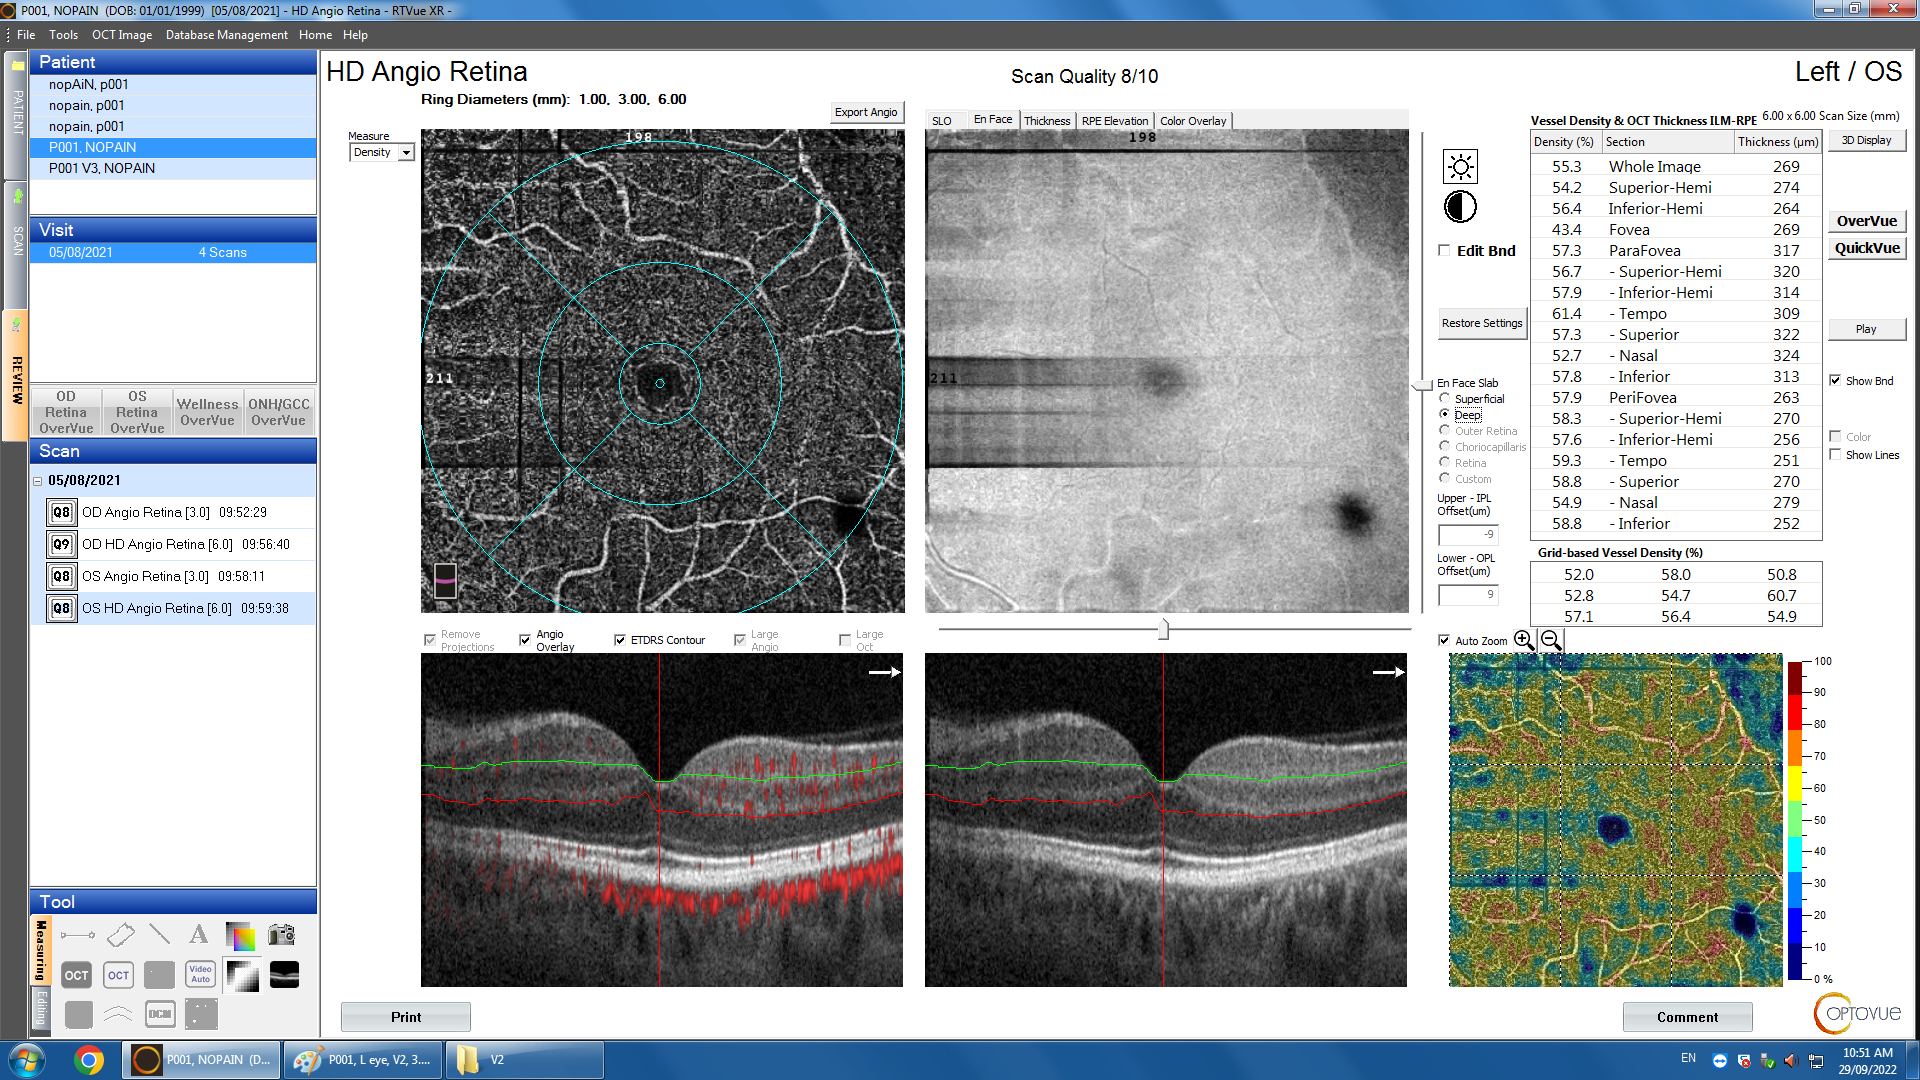 P001, NOPAIN (DOB: 01/01/1999) [05/08/2021] - HD Angio Retina - RTVue XR -
File Tools OCT Image Database Management Home Help
PATIENT
SCAN
REVIEW
Patient
nopAiN, p001
nopain, p001
nopain, p001
P001, NOPAIN
P001 V3, NOPAIN
Visit
05/08/2021 4 Scans
OD Retina OverVue
OS Retina OverVue
Wellness OverVue
ONH/GCC OverVue
Scan
05/08/2021
Q8 OD Angio Retina [3.0] 09:52:29
Q9 OD HD Angio Retina [6.0] 09:56:40
Q8 OS Angio Retina [3.0] 09:58:11
Q8 OS HD Angio Retina [6.0] 09:59:38
Tool
Measuring
Editing
A
OCT OCT Video Auto
DCM
HD Angio Retina
Scan Quality 8/10
Left / OS
Ring Diameters (mm): 1.00, 3.00, 6.00
Export Angio
Measure
Density
198
211
SLO En Face Thickness RPE Elevation Color Overlay
198
211
Edit Bnd
Restore Settings
En Face Slab
Superficial
Deep
Outer Retina
Choriocapillaris
Retina
Custom
Upper - IPL
Offset(um)
-9
Lower - OPL
Offset(um)
9
Vessel Density & OCT Thickness ILM-RPE 6.00 x 6.00 Scan Size (mm)
Density (%) Section Thickness (µm)
55.3 Whole Image 269
54.2 Superior-Hemi 274
56.4 Inferior-Hemi 264
43.4 Fovea 269
57.3 ParaFovea 317
56.7 - Superior-Hemi 320
57.9 - Inferior-Hemi 314
61.4 - Tempo 309
57.3 - Superior 322
52.7 - Nasal 324
57.8 - Inferior 313
57.9 PeriFovea 263
58.3 - Superior-Hemi 270
57.6 - Inferior-Hemi 256
59.3 - Tempo 251
58.8 - Superior 270
54.9 - Nasal 279
58.8 - Inferior 252
Grid-based Vessel Density (%)
52.0 58.0 50.8
52.8 54.7 60.7
57.1 56.4 54.9
3D Display
OverVue
QuickVue
Play
Show Bnd
Color
Show Lines
Remove Projections
Angio Overlay
ETDRS Contour
Large Angio
Large Oct
Auto Zoom
100
90
80
70
60
50
40
30
20
10
0 %
Print
Comment
OPTOVUE
P001, NOPAIN (D...
P001, L eye, V2, 3....
V2
EN
10:51 AM
29/09/2022